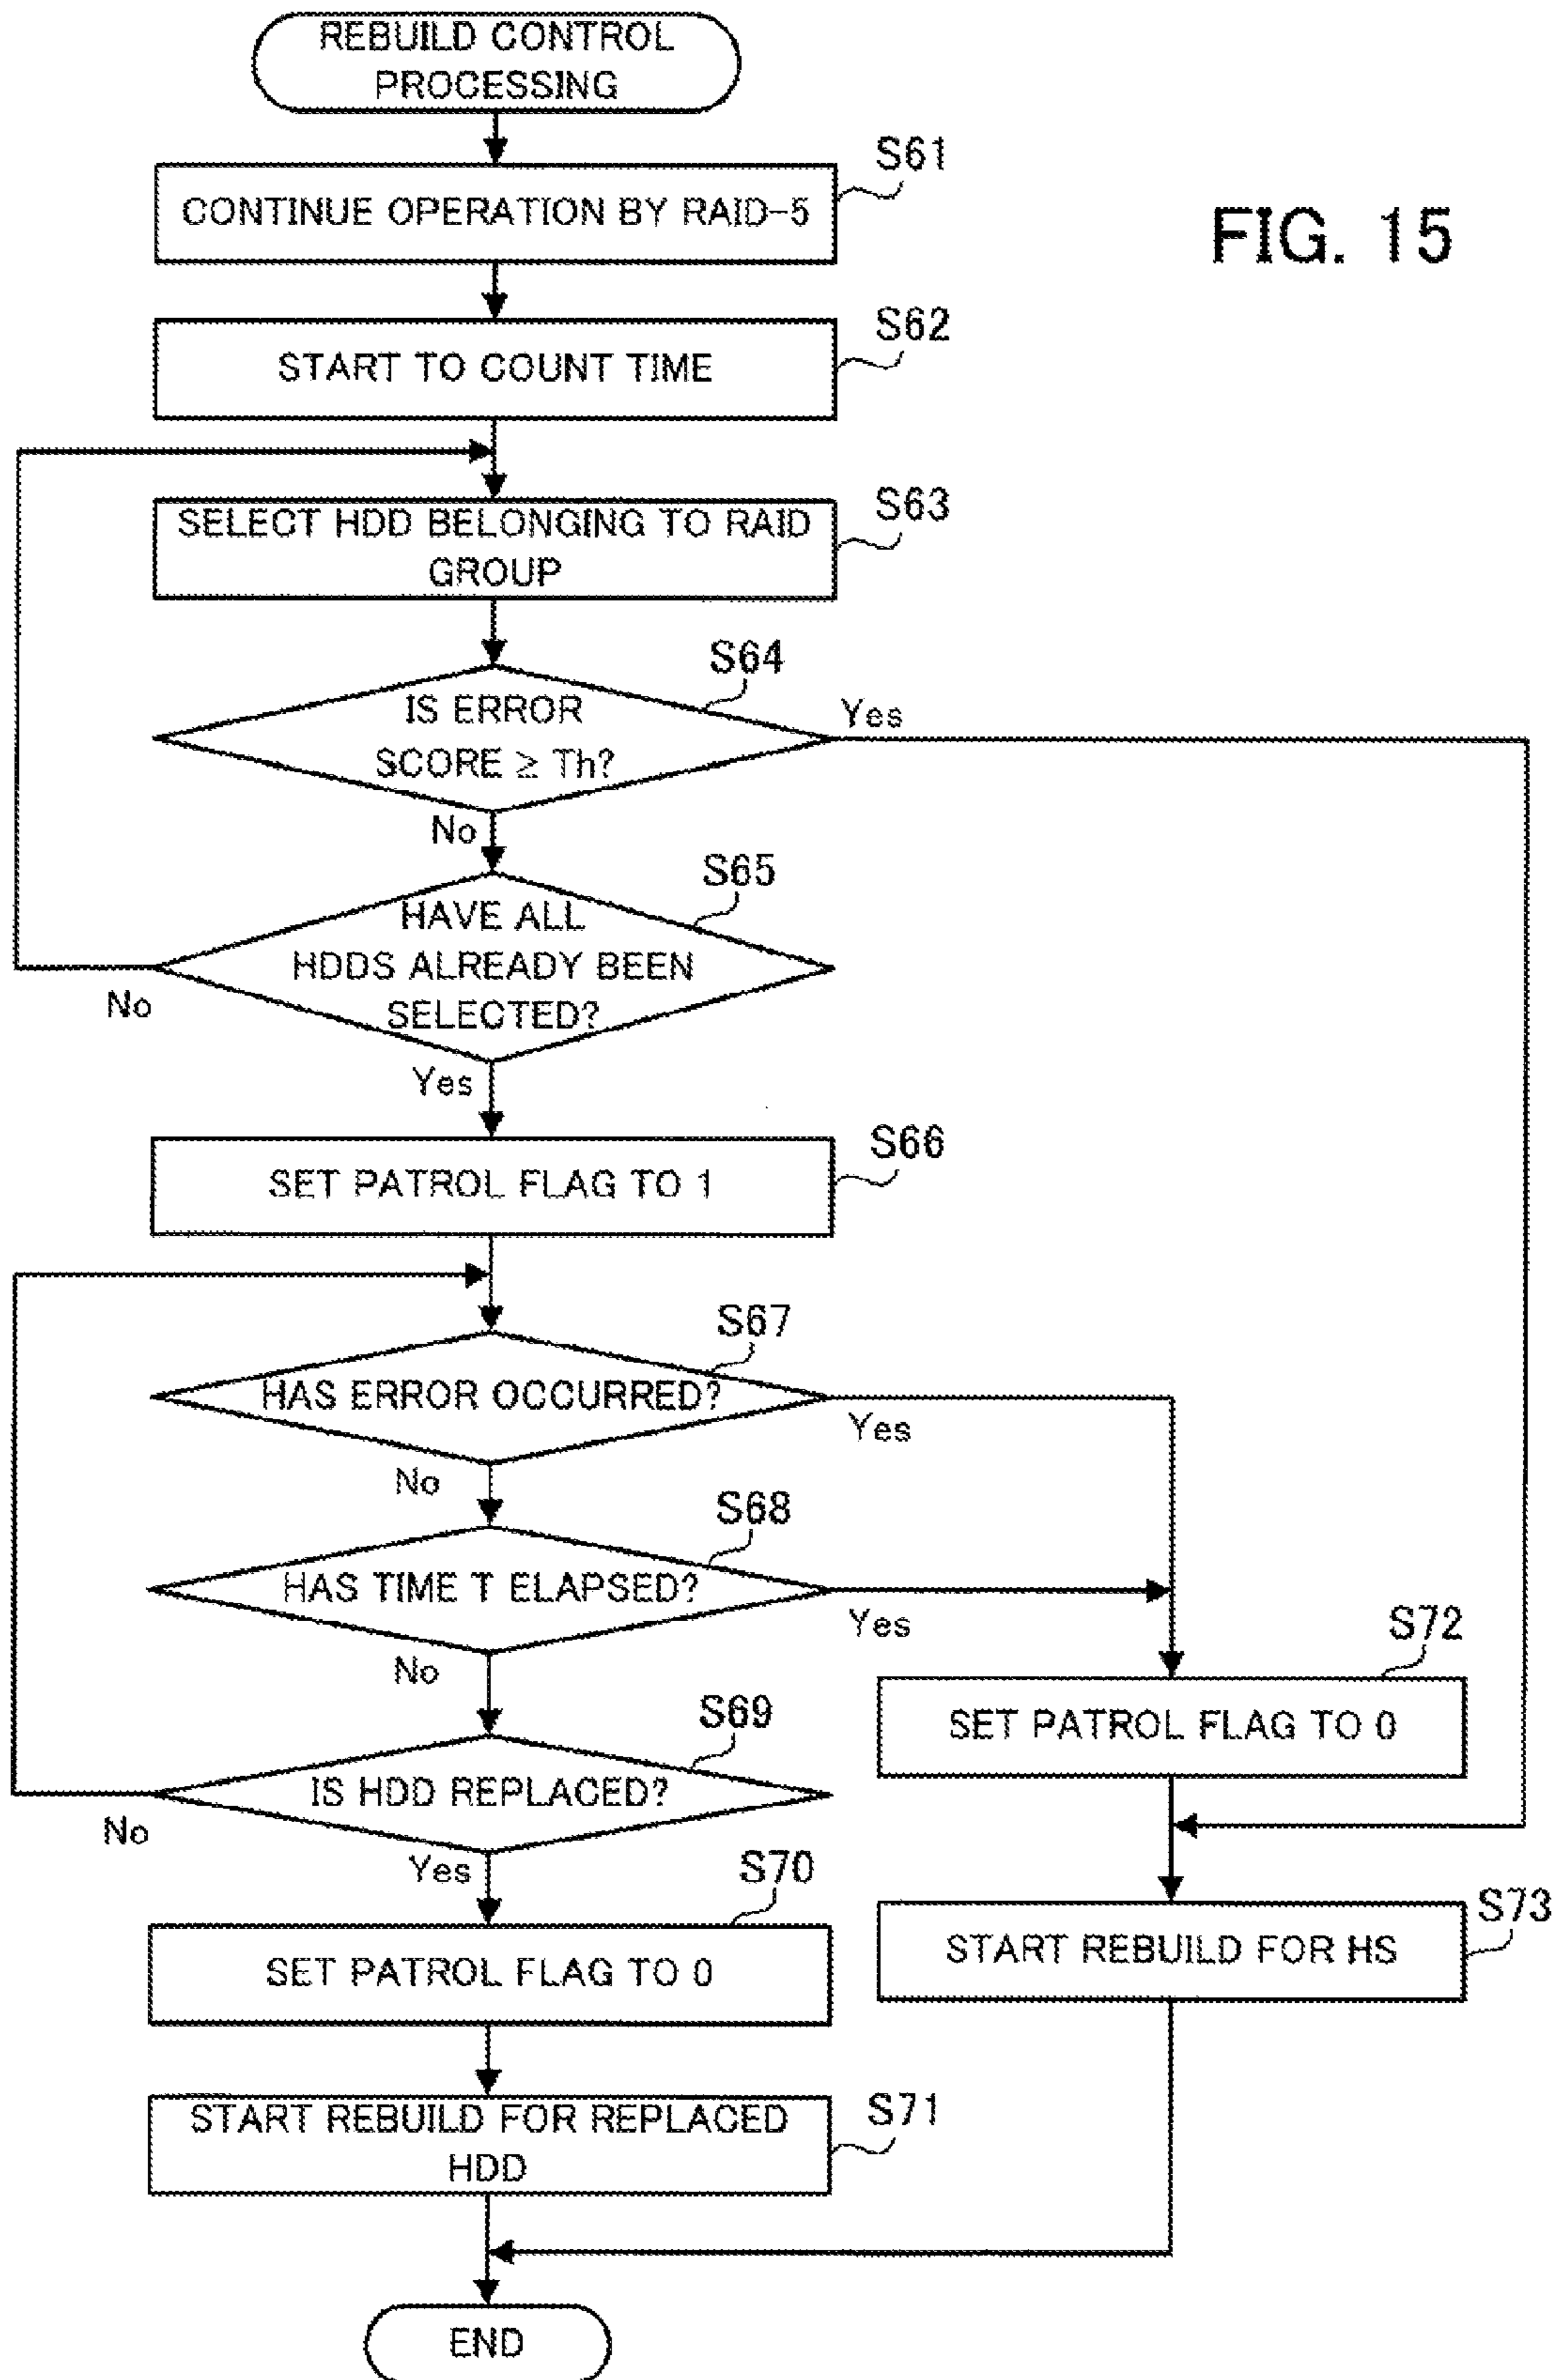 REBUILD CONTROL
PROCESSING
S61
CONTINUE OPERATION BY RAID-5
FIG. 15
S62
START TO COUNT TIME
S63
SELECT HDD BELONGING TO RAID
GROUP
S64
IS ERROR
SCORE ≥ Th?
Yes
No
S65
HAVE ALL
HDDS ALREADY BEEN
SELECTED?
No
Yes
S66
SET PATROL FLAG TO 1
S67
HAS ERROR OCCURRED?
Yes
No
S68
HAS TIME T ELAPSED?
Yes
No
S72
SET PATROL FLAG TO 0
S69
IS HDD REPLACED?
No
Yes
S70
SET PATROL FLAG TO 0
S73
START REBUILD FOR HS
S71
START REBUILD FOR REPLACED
HDD
END